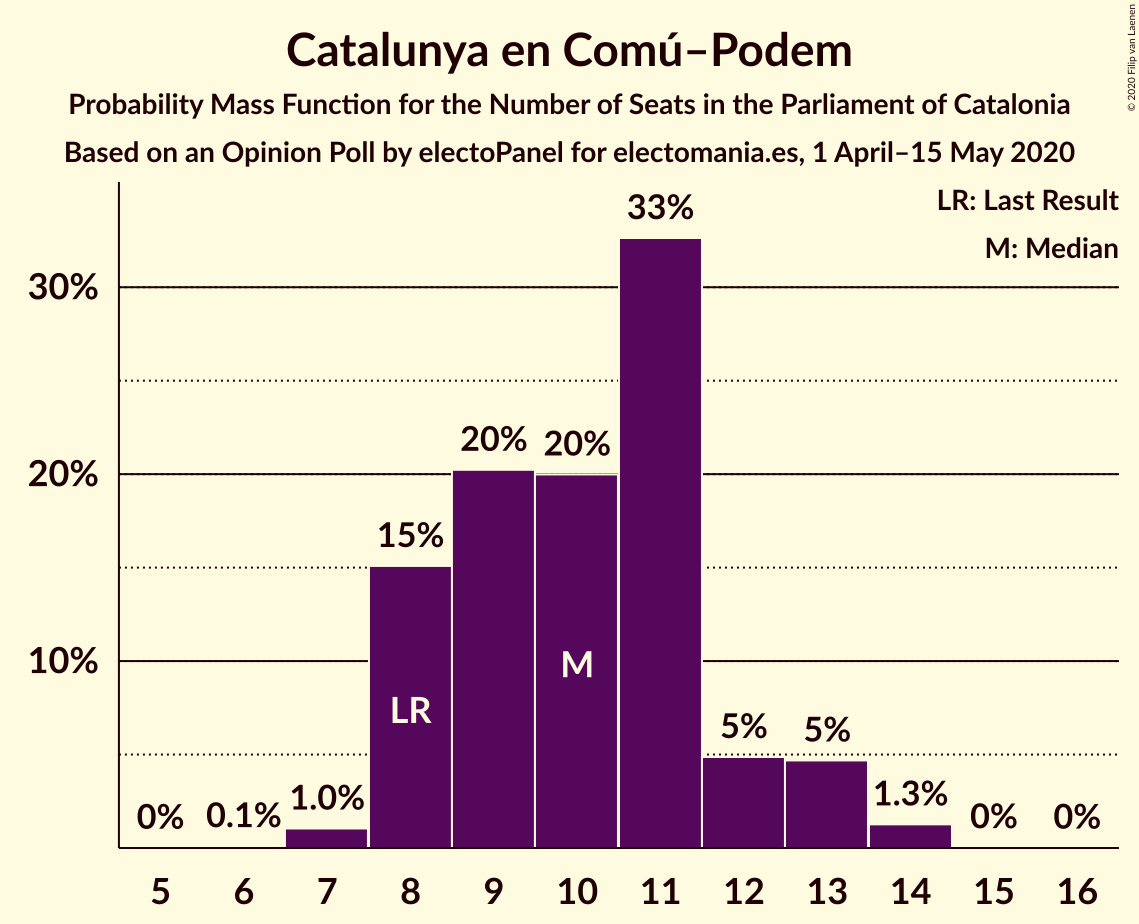 Catalunya en Comú–Podem
Probability Mass Function for the Number of Seats in the Parliament of Catalonia
Based on an Opinion Poll by electoPanel for electomania.es, 1 April–15 May 2020
© 2020 Filip van Laenen
LR: Last Result
M: Median
30%
20%
10%
0%
0.1%
1.0%
15%
20%
20%
33%
5%
5%
1.3%
0%
0%
LR
M
5 6 7 8 9 10 11 12 13 14 15 16